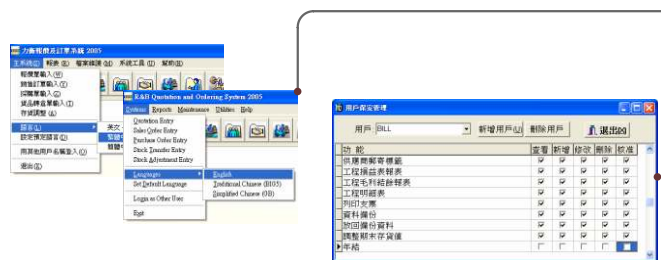 力衡報價及訂單系統 2005
主系統(S) 報表(R) 檔案維護(M) 系統工具(U) 幫助(H)
報價單輸入(W)
銷售訂單輸入(C)
採購單輸入(G)
貨品轉倉單輸入(T)
存貨調整(A)
語言(L)
設定預定語言(D)
用其他用戶名稱登入(O)
退出(X)
英文
繁體中
簡體中
R&B Quotation and Ordering System 2005
Systems Reports Maintenance Utilities Help
Quotation Entry
Sales Order Entry
Purchase Order Entry
Stock Transfer Entry
Stock Adjustment Entry
Languages
Set Default Language
Login as Other User
Exit
English
Traditional Chinese (BIG5)
Simplified Chinese (GB)
用戶保安管理
用戶 BILL 新增用戶(U) 刪除用戶 退出(X)
功能 查看 新增 修改 刪除 核准
供應商郵寄標籤
工程損益表報表
工程毛利結餘報表
工程明細表
列印支票
資料備份
放回備份資料
調整期末存貨值
年結